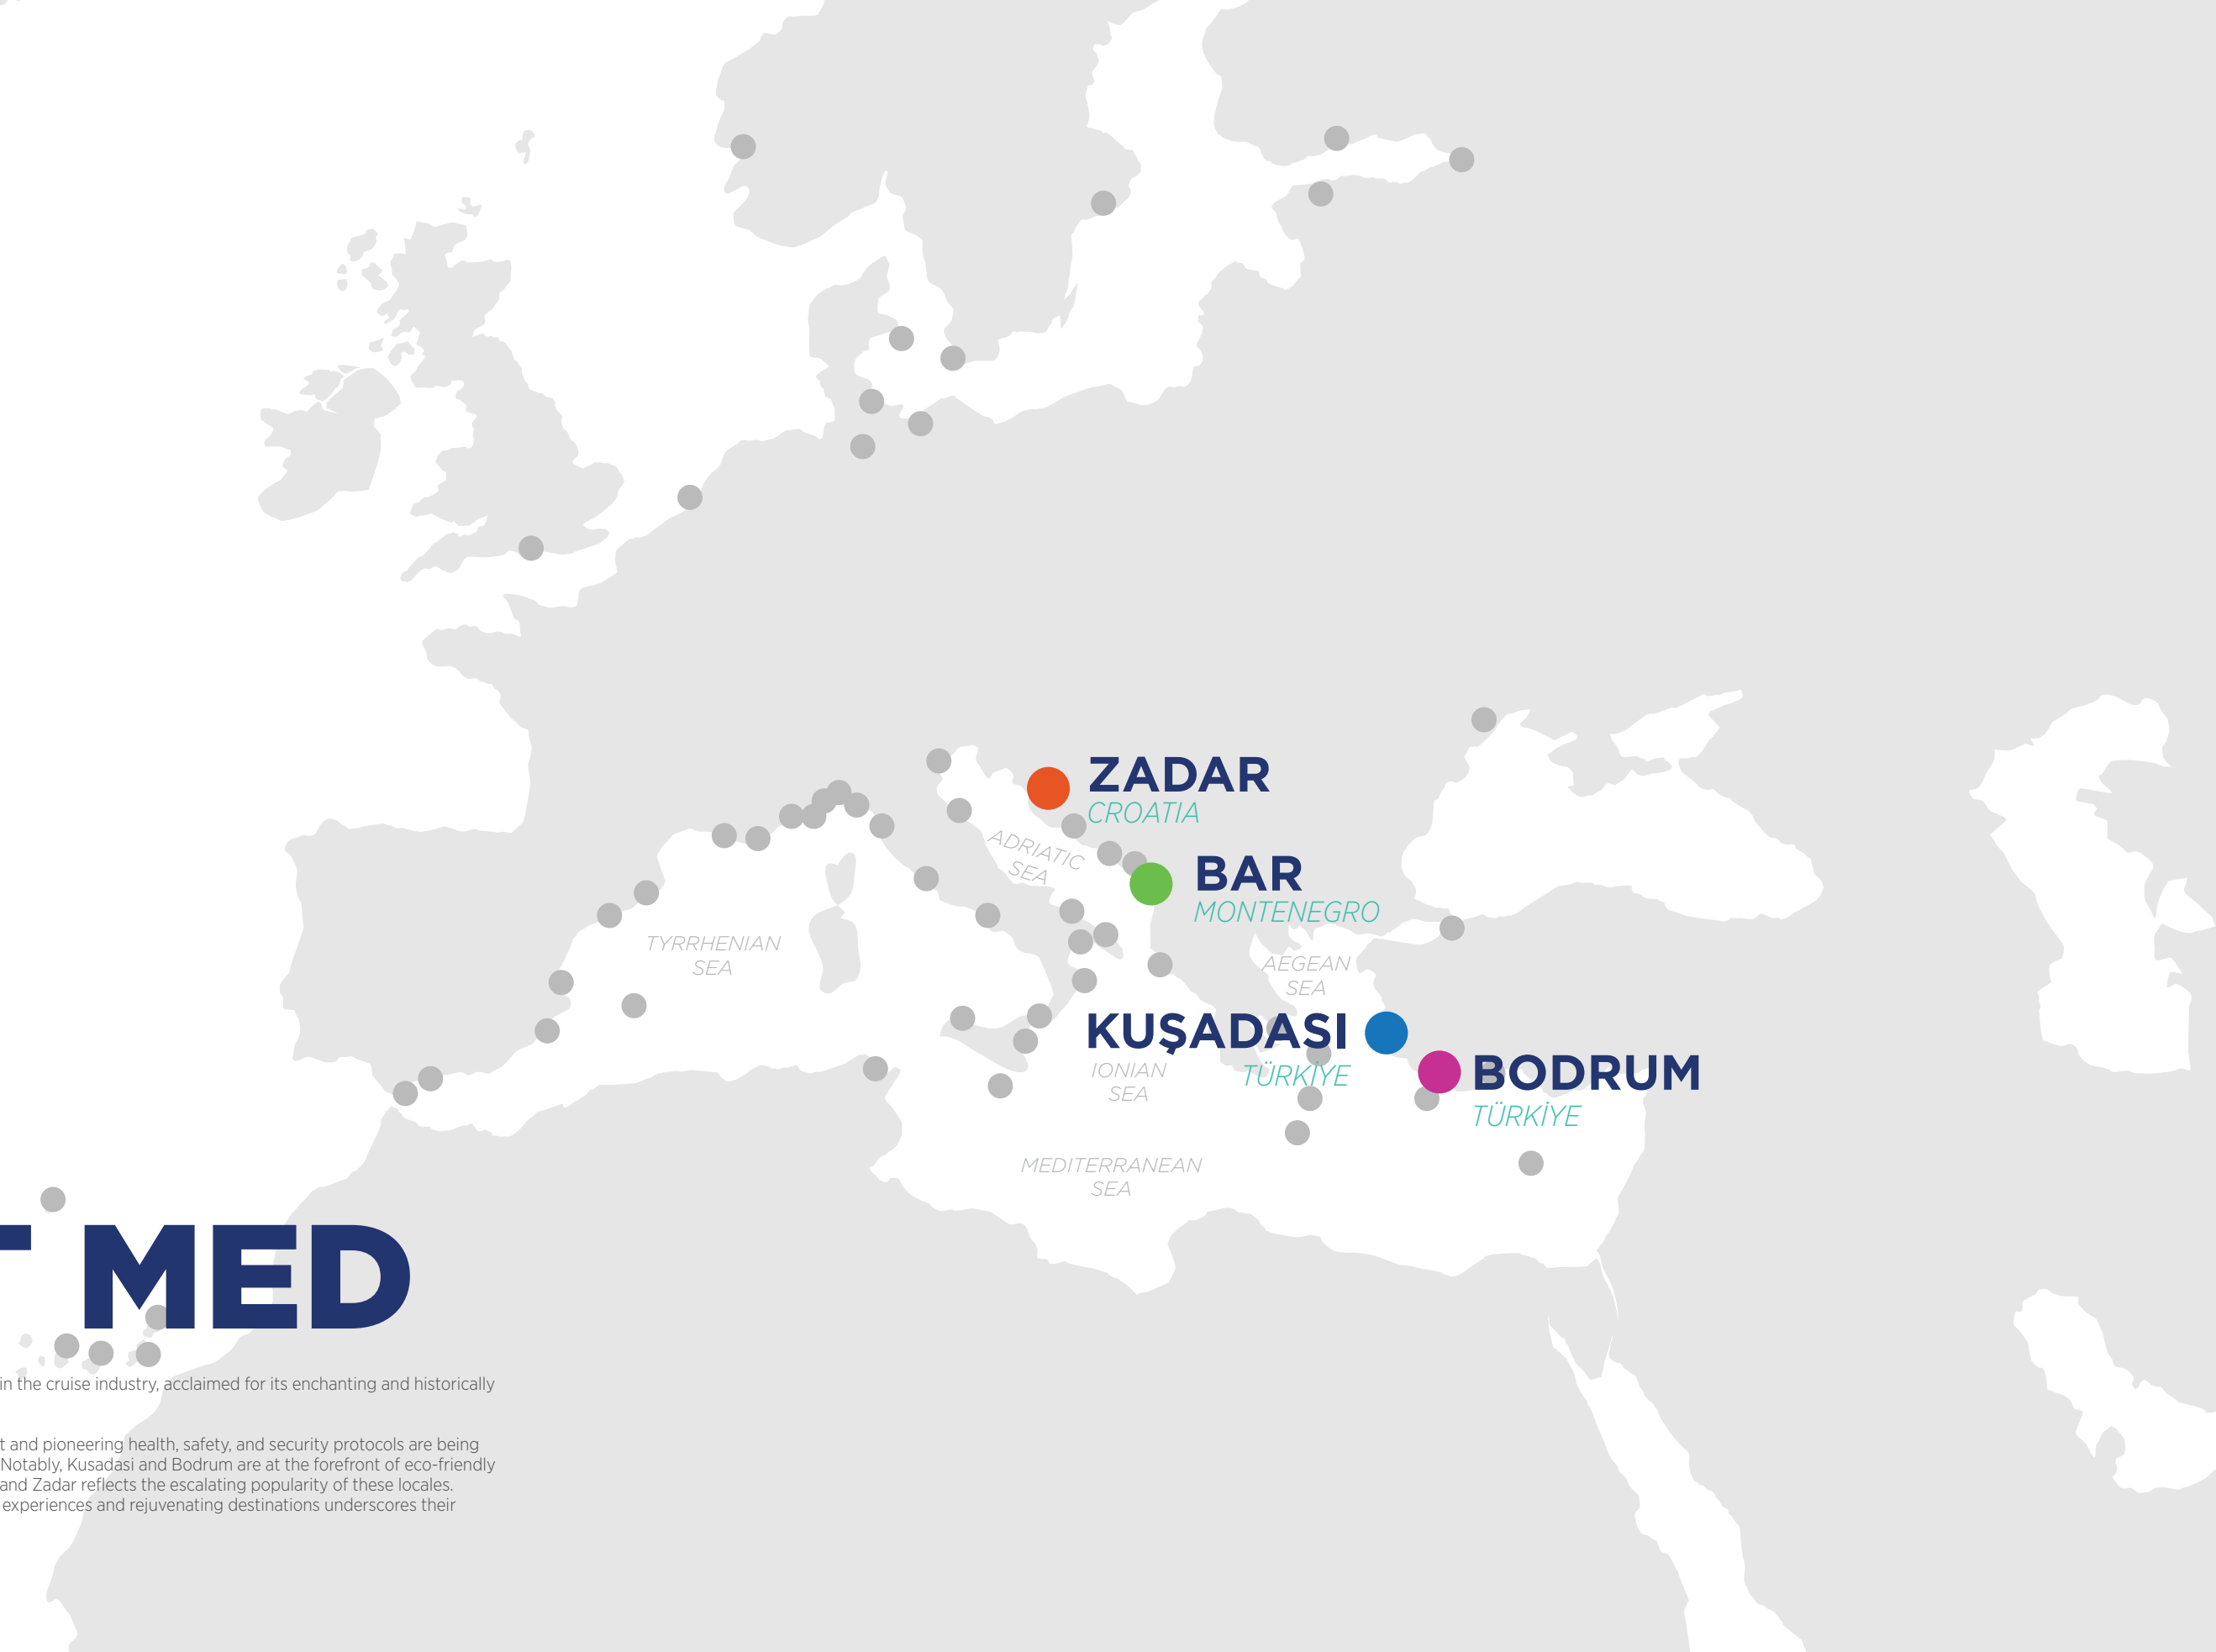 ZADAR
CROATIA
ADRIATIC
SEA
BAR
MONTENEGRO
TYRRHENIAN
SEA
AEGEAN
SEA
KUŞADASI
TÜRKİYE
IONIAN
SEA
BODRUM
TÜRKİYE
MEDITERRANEAN
SEA
MED
in the cruise industry, acclaimed for its enchanting and historically
t and pioneering health, safety, and security protocols are being
Notably, Kusadasi and Bodrum are at the forefront of eco-friendly
and Zadar reflects the escalating popularity of these locales.
experiences and rejuvenating destinations underscores their